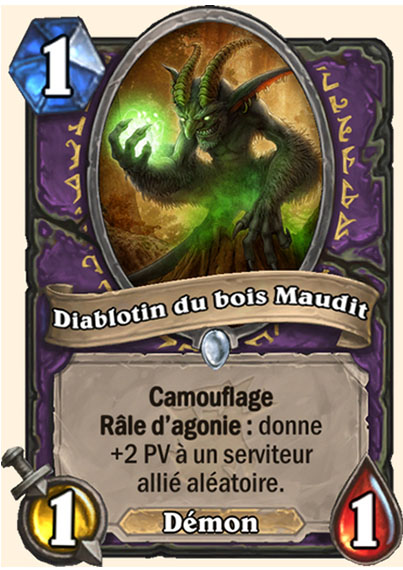 1
Diablotin du bois Maudit
Camouflage
Râle d'agonie : donne
+2 PV à un serviteur
allié aléatoire.
1
Démon
1